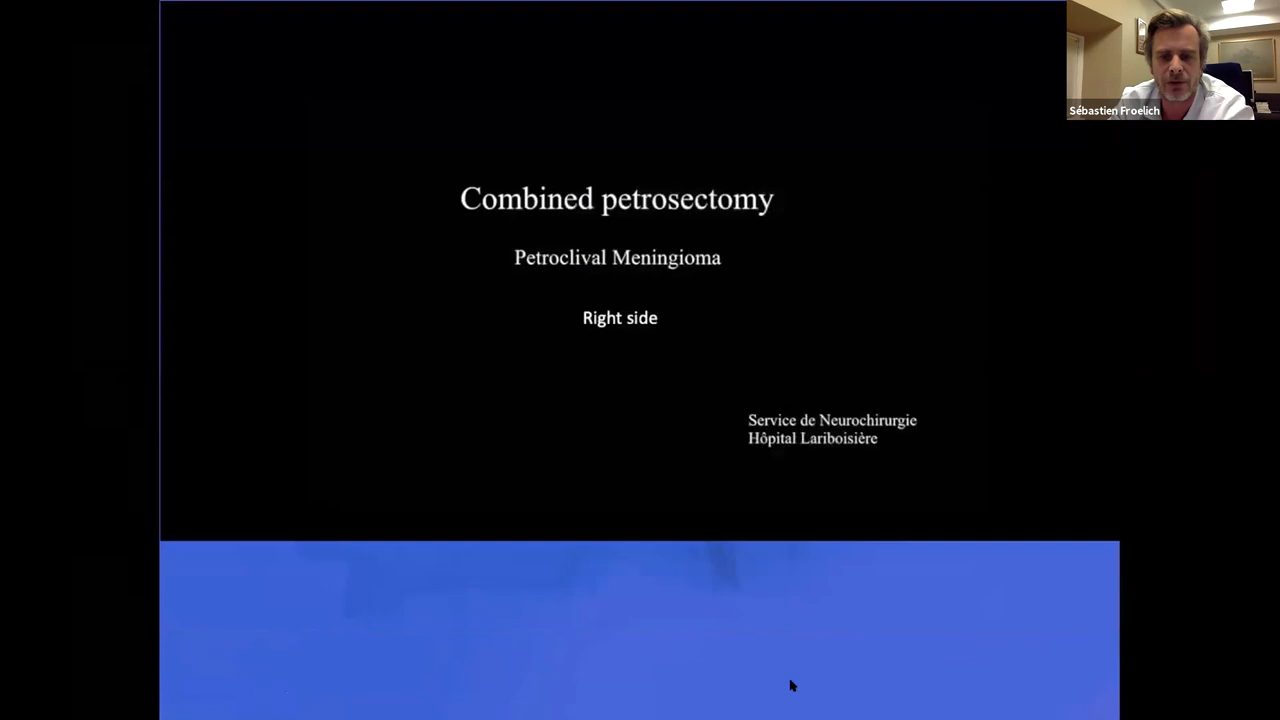 Combined petrosectomy
Petroclival Meningioma
Right side
Service de Neurochirurgie
Hôpital Lariboisière
Sébastien Froelich